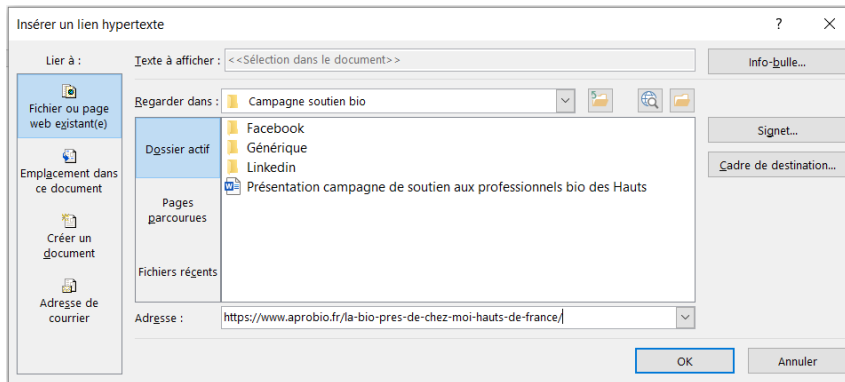 Insérer un lien hypertexte
? ×
Lier à :
Texte à afficher : <<Sélection dans le document>>
Info-bulle...
Fichier ou page
web existant(e)
Emplacement dans
ce document
Créer un
document
Adresse de
courrier
Regarder dans : Campagne soutien bio
Dossier actif
Pages
parcourues
Fichiers récents
Facebook
Générique
Linkedin
Présentation campagne de soutien aux professionnels bio des Hauts
Signet...
Cadre de destination...
Adresse : https://www.aprobio.fr/la-bio-pres-de-chez-moi-hauts-de-france/
OK
Annuler